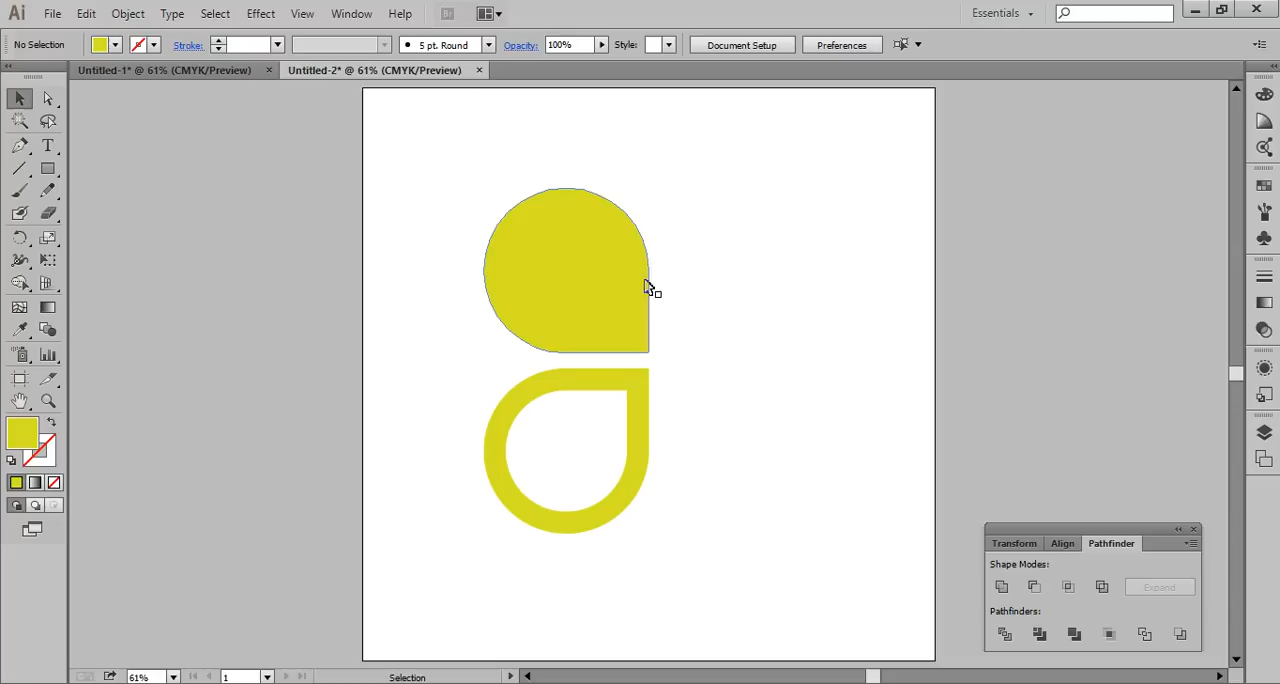 Ai File Edit Object Type Select Effect View Window Help Br Essentials
No Selection Stroke: 5 pt. Round Opacity: 100% Style: Document Setup Preferences
Untitled-1* @ 61% (CMYK/Preview) × Untitled-2* @ 61% (CMYK/Preview) ×
T
Transform Align Pathfinder
Shape Modes:
Expand
Pathfinders:
61% 1 Selection